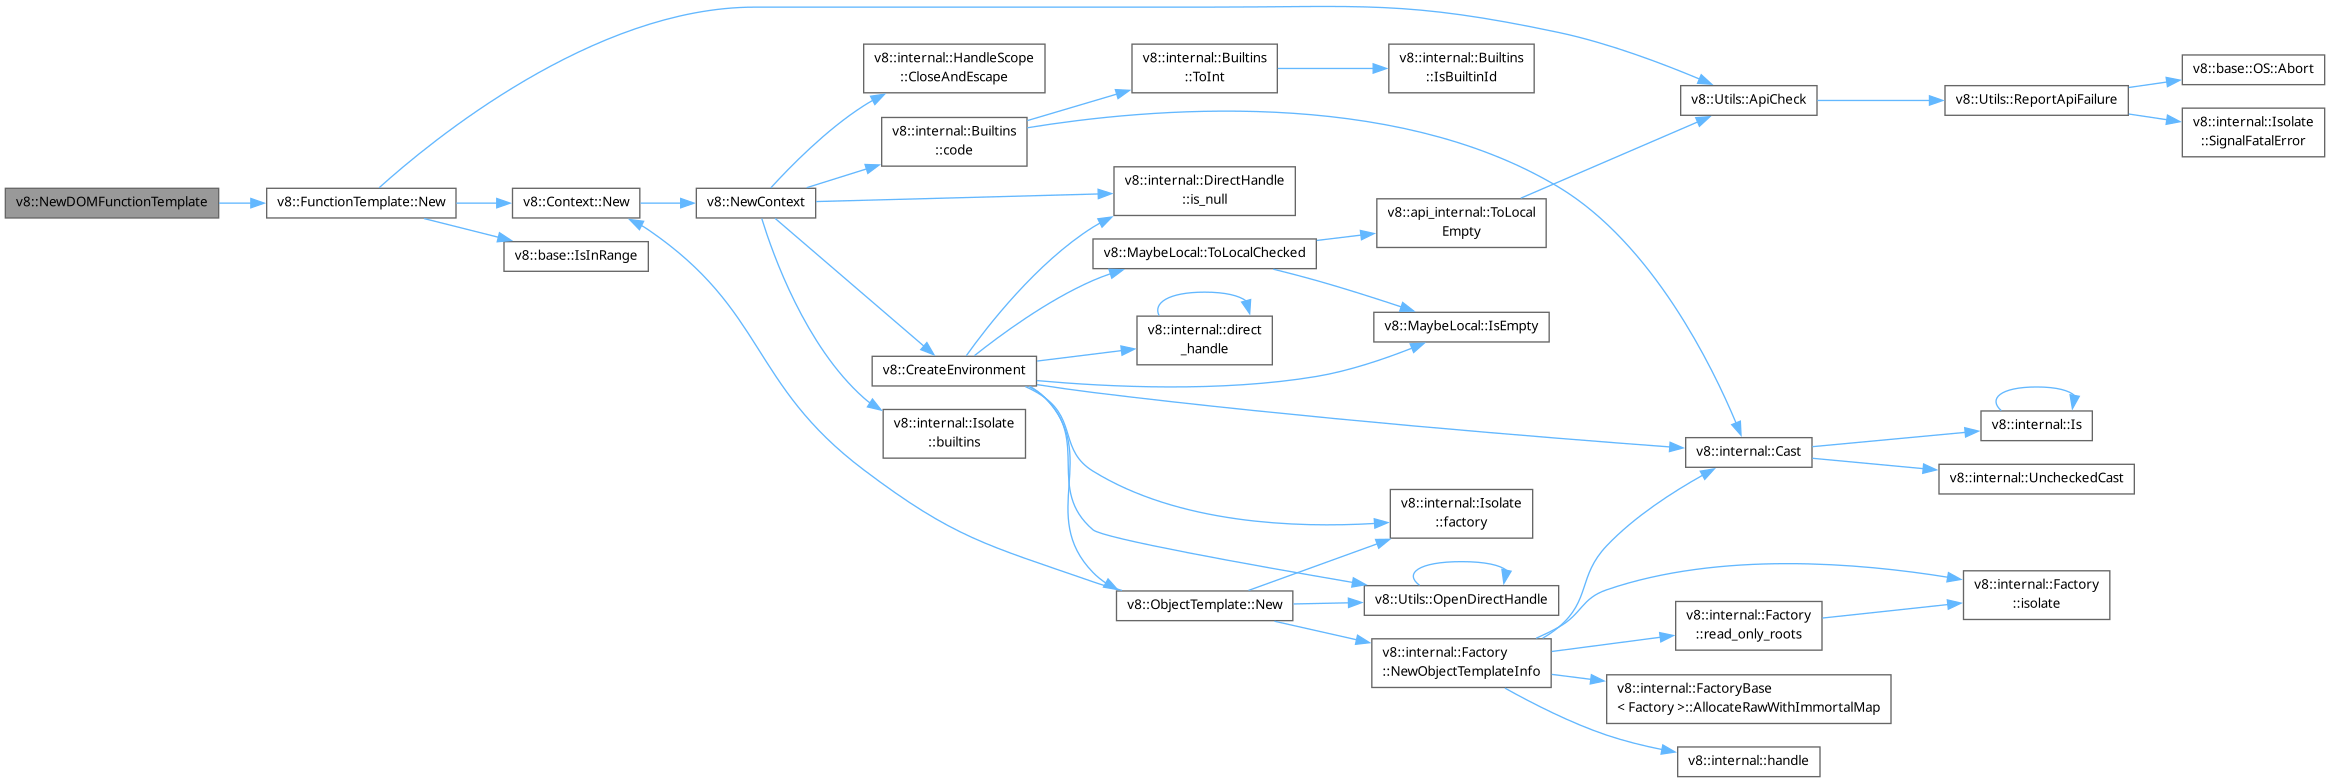 v8::NewDOMFunctionTemplate
v8::FunctionTemplate::New
v8::Context::New
v8::base::IsInRange
v8::NewContext
v8::internal::HandleScope
::CloseAndEscape
v8::internal::Builtins
::code
v8::CreateEnvironment
v8::internal::Isolate
::builtins
v8::internal::Builtins
::ToInt
v8::internal::DirectHandle
::is_null
v8::MaybeLocal::ToLocalChecked
v8::internal::direct
_handle
v8::ObjectTemplate::New
v8::internal::Builtins
::IsBuiltinId
v8::api_internal::ToLocal
Empty
v8::MaybeLocal::IsEmpty
v8::internal::Isolate
::factory
v8::Utils::OpenDirectHandle
v8::internal::Factory
::NewObjectTemplateInfo
v8::Utils::ApiCheck
v8::internal::Cast
v8::internal::Factory
::read_only_roots
v8::internal::FactoryBase
< Factory >::AllocateRawWithImmortalMap
v8::internal::handle
v8::Utils::ReportApiFailure
v8::internal::Is
v8::internal::UncheckedCast
v8::internal::Factory
::isolate
v8::base::OS::Abort
v8::internal::Isolate
::SignalFatalError